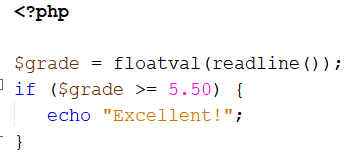 <?php
$grade = floatval(readline());
if ($grade >= 5.50) {
echo "Excellent!";
}